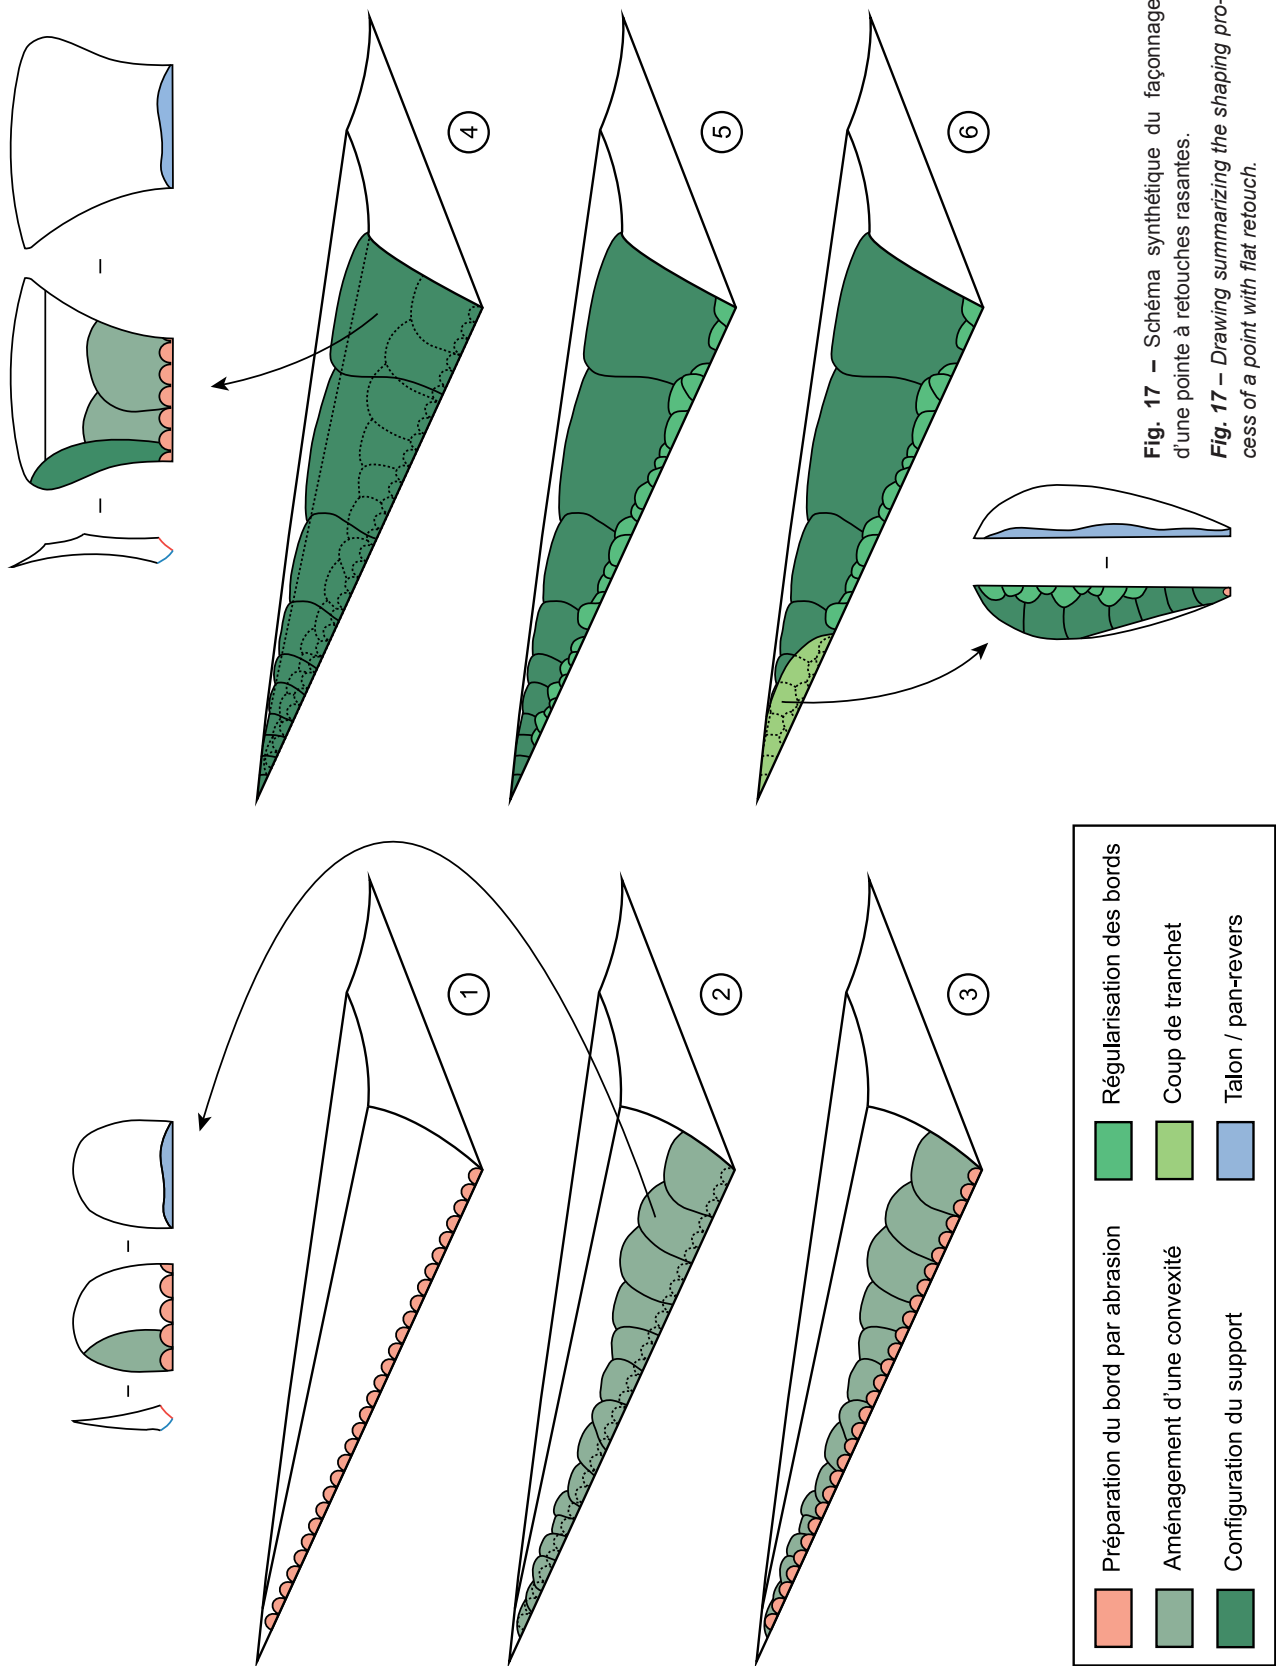 1
2
3
4
5
6
Préparation du bord par abrasion
Aménagement d'une convexité
Configuration du support
Régularisation des bords
Coup de tranchet
Talon / pan-revers
Fig. 17 – Schéma synthétique du façonnage
d'une pointe à retouches rasantes.
Fig. 17 – Drawing summarizing the shaping pro-
cess of a point with flat retouch.